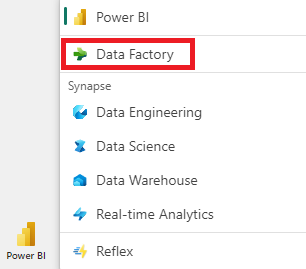 Power BI
Data Factory
Synapse
Data Engineering
Data Science
Data Warehouse
Real-time Analytics
Reflex
Power BI